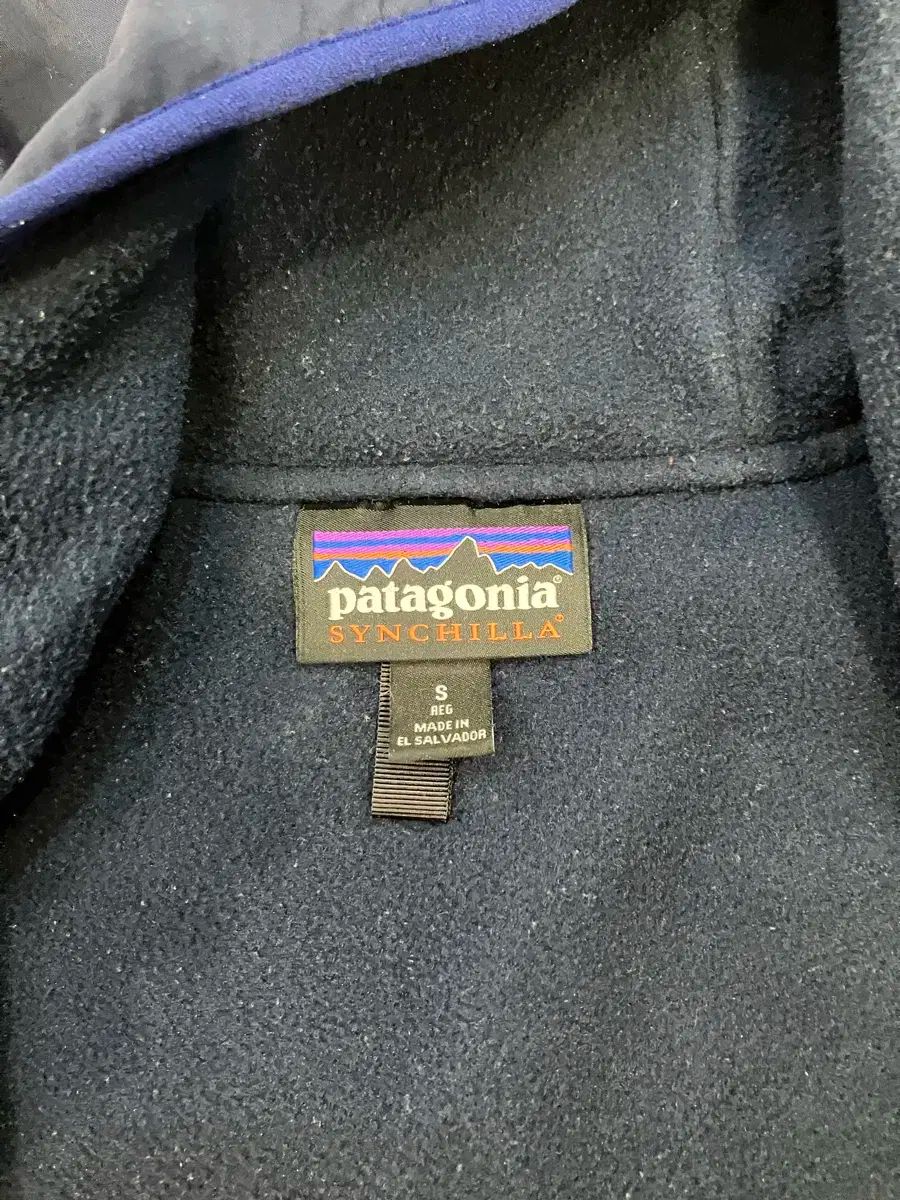 patagonia®
SYNCHILLA®
S
REG
MADE IN
EL SALVADOR